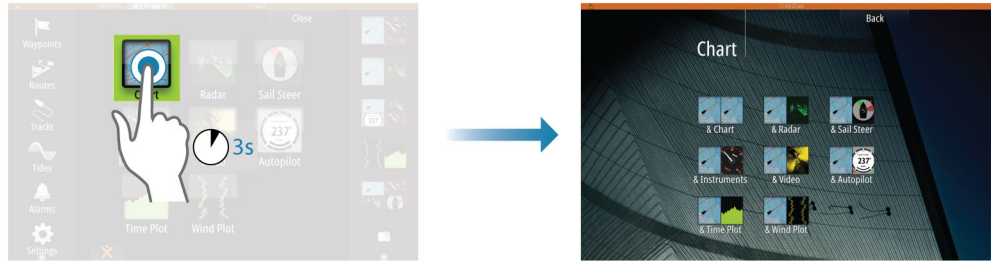 Close
Waypoints
Routes
Tracks
Tides
Alarms
Settings
Chart
Radar
Sail Steer
237°
Autopilot
Time Plot
Wind Plot
3s
Back
Chart
& Chart
& Radar
& Sail Steer
& Instruments
& Video
& Autopilot
237°
& Time Plot
& Wind Plot